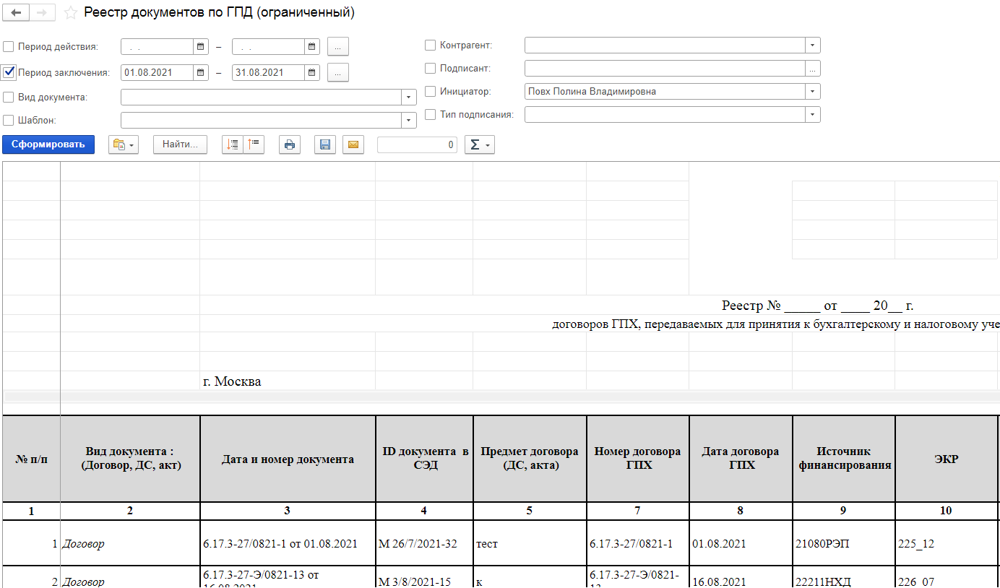 Реестр документов по ГПД (ограниченный)
Период действия: . . – . . ...
Контрагент:
Период заключения: 01.08.2021 – 31.08.2021 ...
Подписант: ...
Вид документа:
Инициатор: Повх Полина Владимировна
Шаблон:
Тип подписания:
Сформировать Найти... 0 Σ
Реестр № _____ от ____ 20__ г.
договоров ГПХ, передаваемых для принятия к бухгалтерскому и налоговому уче
г. Москва
№ п/п
Вид документа :
(Договор, ДС, акт)
Дата и номер документа
ID документа в
СЭД
Предмет договора
(ДС, акта)
Номер договора
ГПХ
Дата договора
ГПХ
Источник
финансирования
ЭКР
1 2 3 4 5 7 8 9 10
1 Договор 6.17.3-27/0821-1 от 01.08.2021 М 26/7/2021-32 тест 6.17.3-27/0821-1 01.08.2021 21080РЭП 225_12
2 Договор 6.17.3-27-Э/0821-13 от
16.08.2021
М 3/8/2021-15 к 6.17.3-27-Э/0821-
13
16.08.2021 22211НХД 226_07